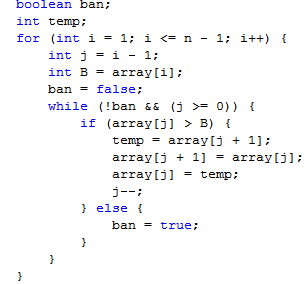 boolean ban;
int temp;
for (int i = 1; i <= n - 1; i++) {
    int j = i - 1;
    int B = array[i];
    ban = false;
    while (!ban && (j >= 0)) {
        if (array[j] > B) {
            temp = array[j + 1];
            array[j + 1] = array[j];
            array[j] = temp;
            j--;
        } else {
            ban = true;
        }
    }
}